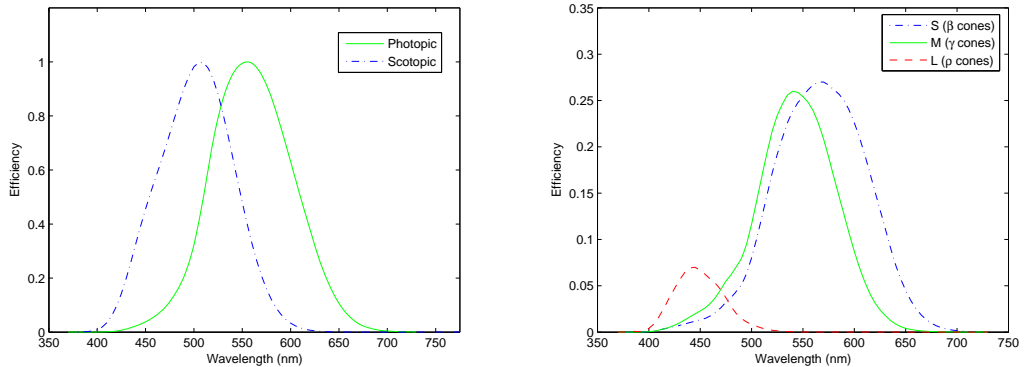 1
0.8
0.6
0.4
0.2
0
350 400 450 500 550 600 650 700 750
Wavelength (nm)
Efficiency
Photopic
Scotopic
0.35
0.3
0.25
0.2
0.15
0.1
0.05
0
350 400 450 500 550 600 650 700 750
Wavelength (nm)
Efficiency
S (β cones)
M (γ cones)
L (ρ cones)